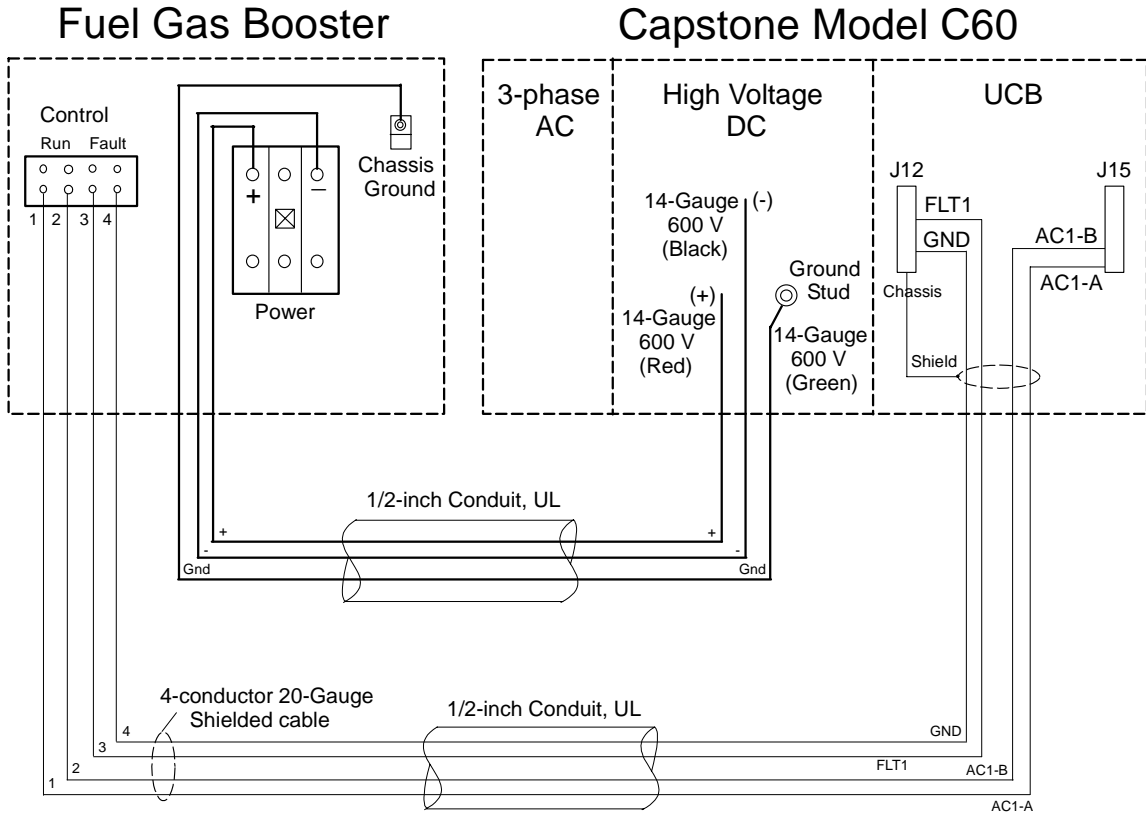 Fuel Gas Booster
Capstone Model C60
Control
Run Fault
1 2 3 4
+ −
Power
Chassis
Ground
3-phase
AC
High Voltage
DC
UCB
14-Gauge (-)
600 V
(Black)
(+)
14-Gauge
600 V
(Red)
Ground
Stud
14-Gauge
600 V
(Green)
J12
J15
FLT1
GND
AC1-B
AC1-A
Chassis
Shield
1/2-inch Conduit, UL
+ +
- -
Gnd Gnd
4-conductor 20-Gauge
Shielded cable
1/2-inch Conduit, UL
4 GND
3 FLT1
2 AC1-B
1 AC1-A